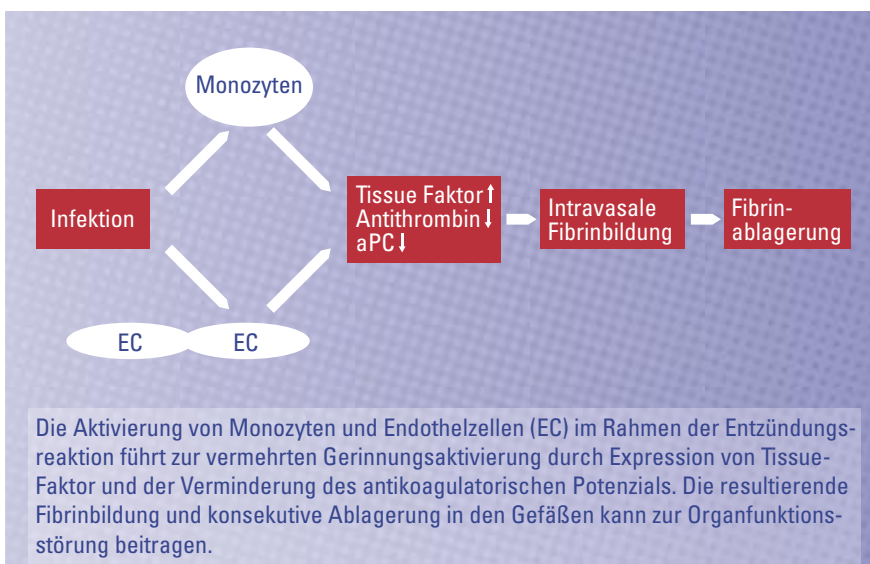 Monozyten
Infektion
Tissue Faktor↑
Antithrombin↓
aPC↓
Intravasale
Fibrinbildung
Fibrin-
ablagerung
EC
EC
Die Aktivierung von Monozyten und Endothelzellen (EC) im Rahmen der Entzündungs-
reaktion führt zur vermehrten Gerinnungsaktivierung durch Expression von Tissue-
Faktor und der Verminderung des antikoagulatorischen Potenzials. Die resultierende
Fibrinbildung und konsekutive Ablagerung in den Gefäßen kann zur Organfunktions-
störung beitragen.